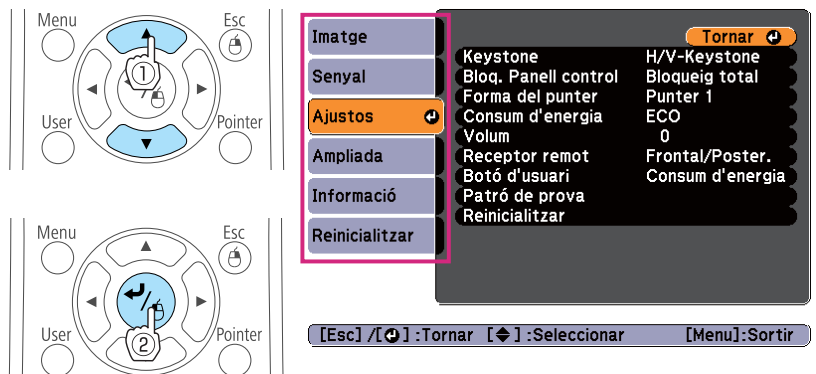 Menu
Esc
①
User
Pointer
Menu
Esc
User
②
Pointer
Imatge
Senyal
Ajustos
Ampliada
Informació
Reinicialitzar
Tornar
Keystone H/V-Keystone
Bloq. Panell control Bloqueig total
Forma del punter Punter 1
Consum d'energia ECO
Volum 0
Receptor remot Frontal/Poster.
Botó d'usuari Consum d'energia
Patró de prova
Reinicialitzar
[Esc] /[ ] :Tornar [ ] :Seleccionar [Menu]:Sortir